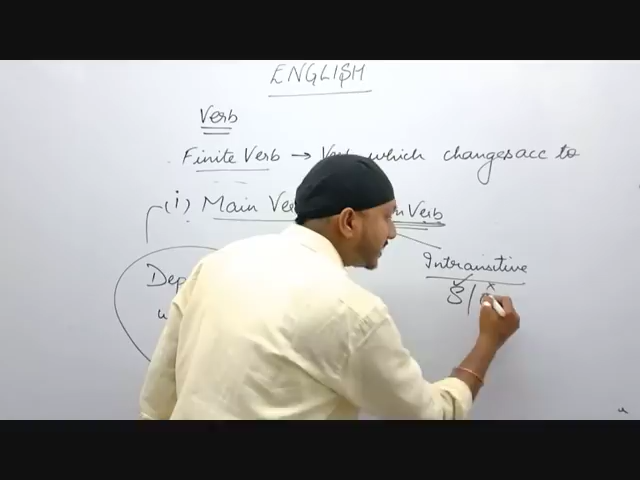 ENGLISH
Verb
Finite Verb → Verb which changes acc to
(i) Main Verb
Intransitive
S/